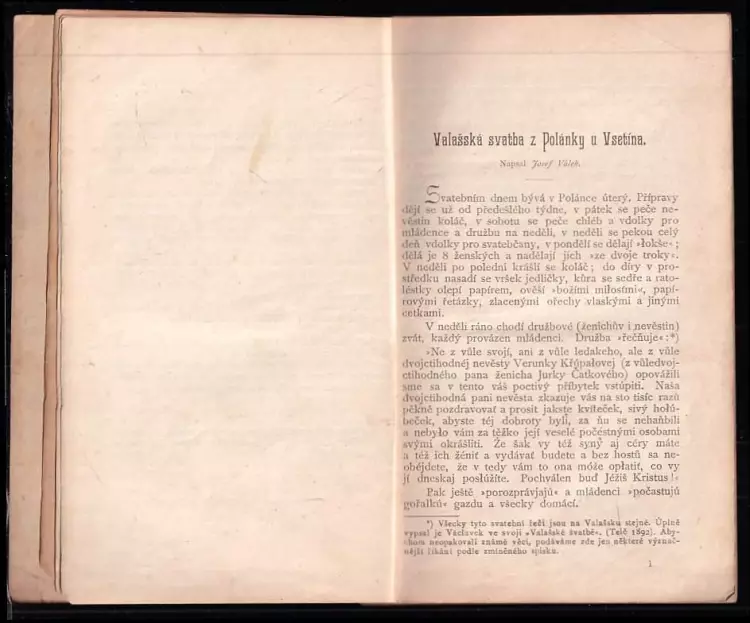 Valašská svatba z Polánky u Vsetína.
Napsal Josef Válek.
Svatebním dnem bývá v Polánce úterý. Přípravy
dějí se už od předešlého týdne, v pátek se peče ne-
věstin koláč, v sobotu se peče chléb a vdolky pro
mládence a družbu na neděli, v neděli se pekou celý
deň vdolky pro svatebčany, v pondělí se dělají »łokše« ;
dělá je 8 ženských a nadělají jich »ze dvoje troky«.
V neděli po polední krášlí se koláč; do díry v pro-
středku nasadí se vršek jedličky, kůra se sedře a rato-
léstky olepí papírem, ověší »božími milostmi«, papí-
rovými řetázky, zlacenými ořechy vlaskými a jinými
cetkami.
V neděli ráno chodí družbové (ženichův i nevěstin)
zvát, každý provázen mládenci. Družba »řečňuje« :*)
»Ne z vůle svojí, ani z vůle ledakeho, ale z vůle
dvojctihodnéj nevěsty Verunky Křýpałovej (z vůledvoj-
ctihodného pana ženicha Jurky Čatkového) opovážili
sme sa v tento váš poctivý příbytek vstúpiti. Naša
dvojctihodná pani nevěsta zkazuje vás na sto tisíc razů
pěkně pozdravovať a prosit jakste kvíteček, sivý hołú-
beček, abyste téj dobroty byli, za ňu se nehaňbili
a nebyło vám za těžko její veselé počéstnými osobami
svými okrášliti. Že šak vy též syny aj céry máte
a též ich ženiť a vydávať budete a bez hostů sa ne-
obéjdete, že v tedy vám to ona móže opłatiť, co vy
jí dneskaj posłúžíte. Pochválen buď Ježíš Kristus!«
Pak ještě »porozprávjajú« a mládenci »počastujú
gořalkú« gazdu a všecky domácí.
*) Všecky tyto svatební řeči jsou na Valašsku stejné. Úplně
vypsal je Václavek ve svojí »Valašské svatbě«. (Telč 1892). Aby-
chom neopakovali známé věci, podáváme zde jen některé význač-
nější říkání podle zmíněného spisku.
1